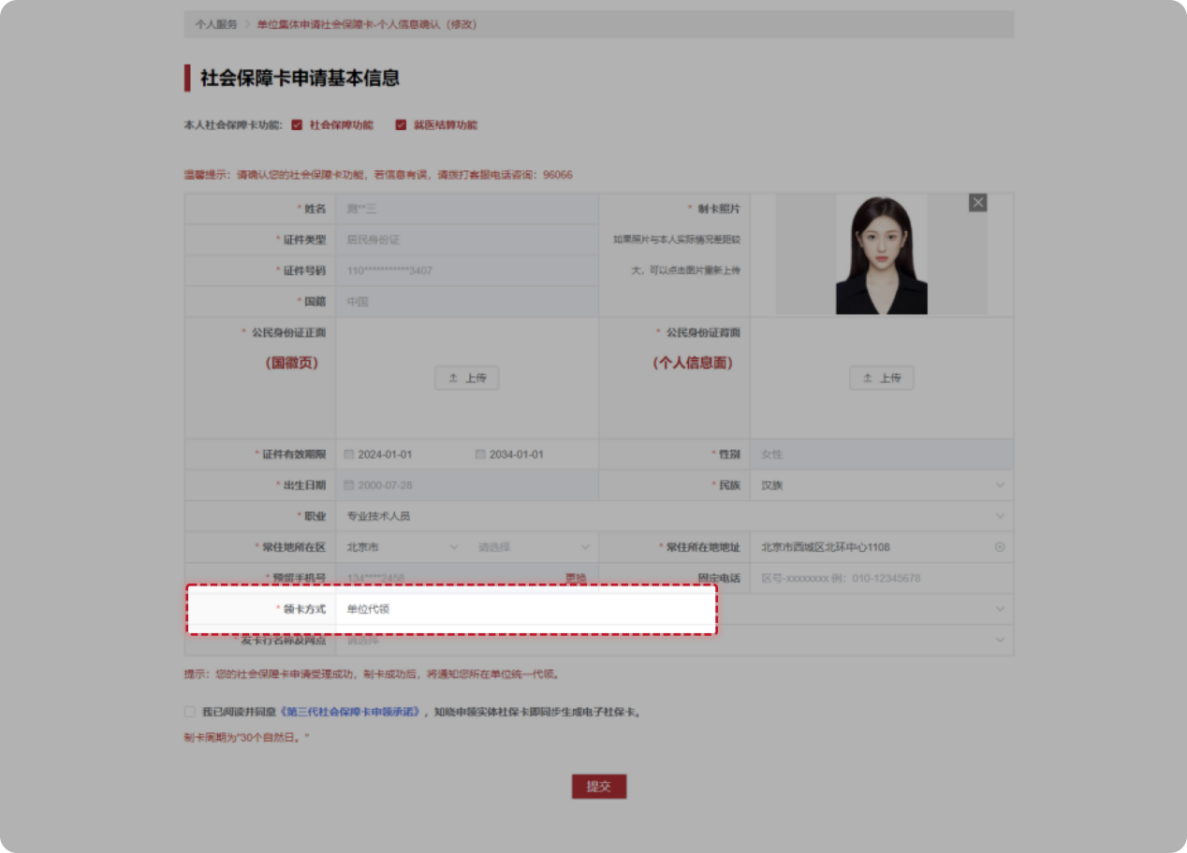 个人服务 > 单位集体申请社会保障卡-个人信息确认（修改）
社会保障卡申请基本信息
本人社会保障卡功能: 社会保障功能 就医结算功能
温馨提示：请确认您的社会保障卡功能，若信息有误，请拨打客服电话咨询：96066
* 姓名 测**三 * 制卡照片
* 证件类型 居民身份证 如果照片与本人实际情况差距较
* 证件号码 110***********3407 大，可以点击图片重新上传
* 国籍 中国
* 公民身份证正面 * 公民身份证背面
（国徽页） （个人信息面）
上传 上传
* 证件有效期限 2024-01-01 2034-01-01 * 性别 女性
* 出生日期 2000-07-28 * 民族 汉族
* 职业 专业技术人员
* 常住地所在区 北京市 请选择 * 常住所在地地址 北京市西城区北环中心1108
* 预留手机号 134****2458 更换 固定电话 区号-xxxxxxxx 例：010-12345678
* 领卡方式 单位代领
* 发卡行名称及网点 请选择
提示：您的社会保障卡申请受理成功，制卡成功后，将通知您所在单位统一代领。
我已阅读并同意《第三代社会保障卡申领承诺》，知晓申领实体社保卡即同步生成电子社保卡。
制卡周期为"30个自然日。"
提交